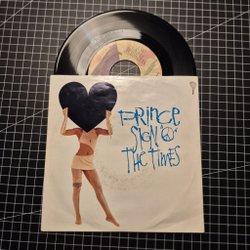 PRINCE
SIGN "☮"
THE TIMES